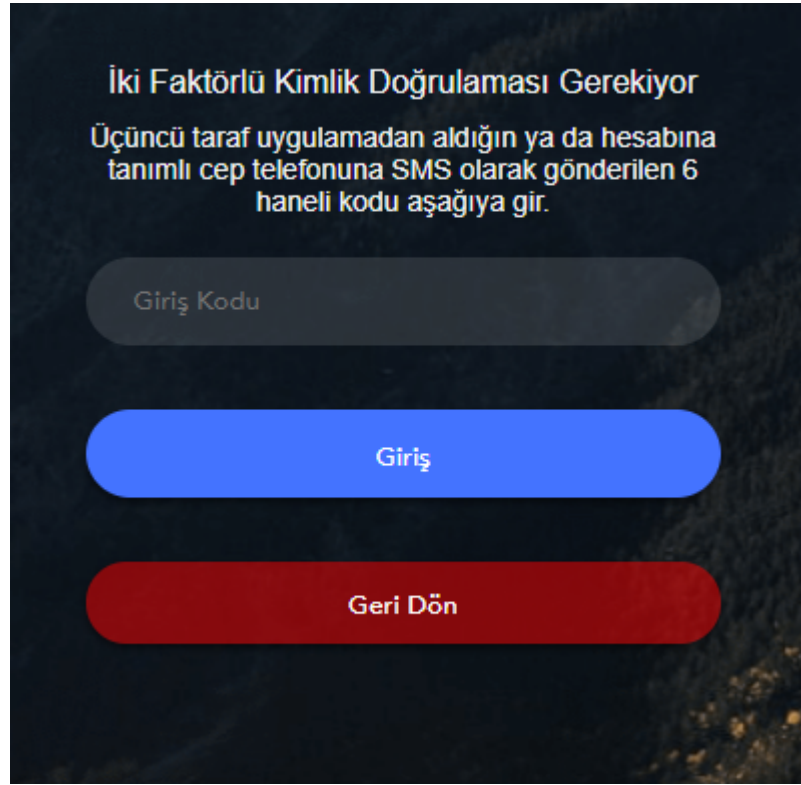 İki Faktörlü Kimlik Doğrulaması Gerekiyor
Üçüncü taraf uygulamadan aldığın ya da hesabına
tanımlı cep telefonuna SMS olarak gönderilen 6
haneli kodu aşağıya gir.
Giriş Kodu
Giriş
Geri Dön